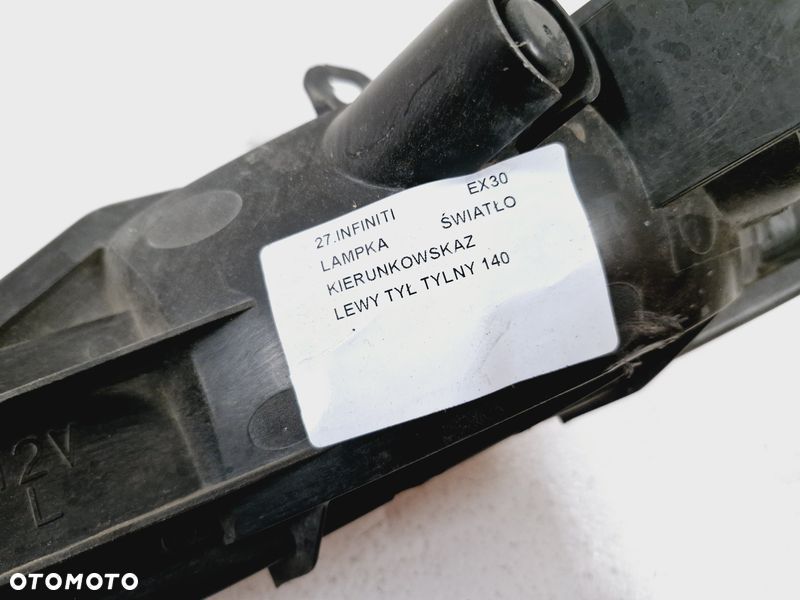 27.INFINITI EX30
LAMPKA ŚWIATŁO
KIERUNKOWSKAZ
LEWY TYŁ TYLNY 140
12V
L
OTOMOTO